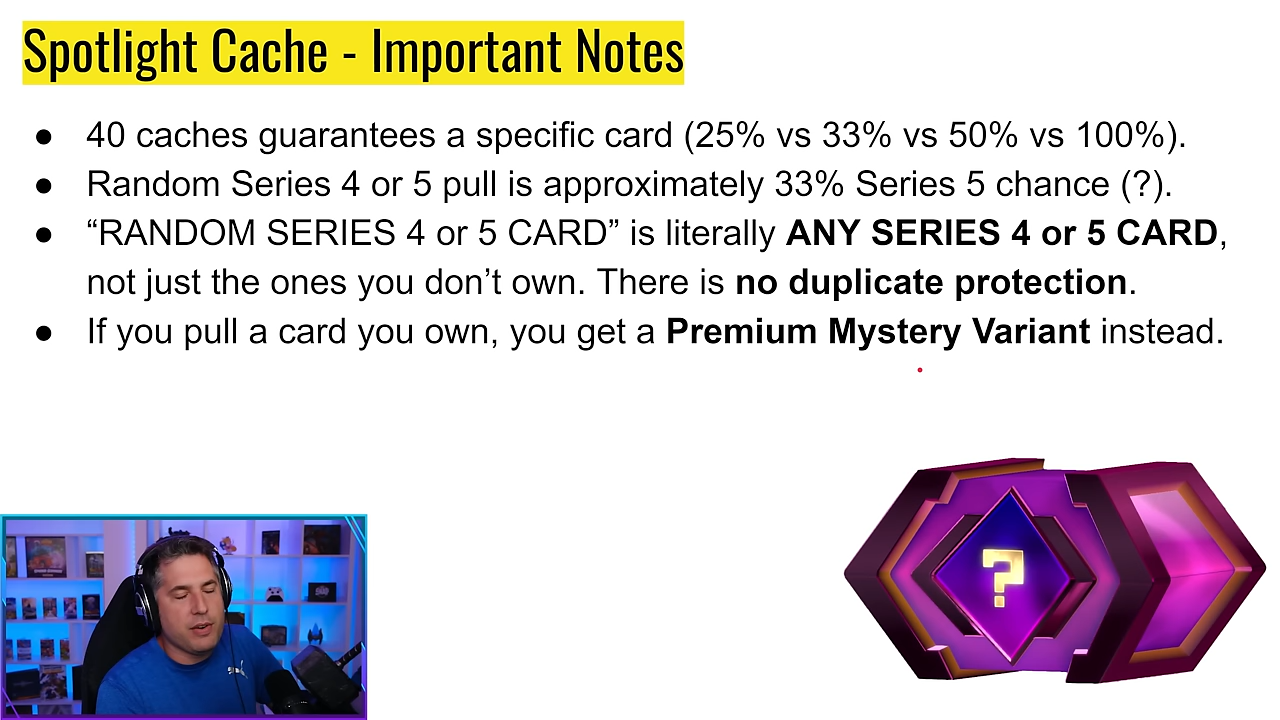 Spotlight Cache - Important Notes
● 40 caches guarantees a specific card (25% vs 33% vs 50% vs 100%).
● Random Series 4 or 5 pull is approximately 33% Series 5 chance (?).
● “RANDOM SERIES 4 or 5 CARD” is literally ANY SERIES 4 or 5 CARD,
not just the ones you don’t own. There is no duplicate protection.
● If you pull a card you own, you get a Premium Mystery Variant instead.
?